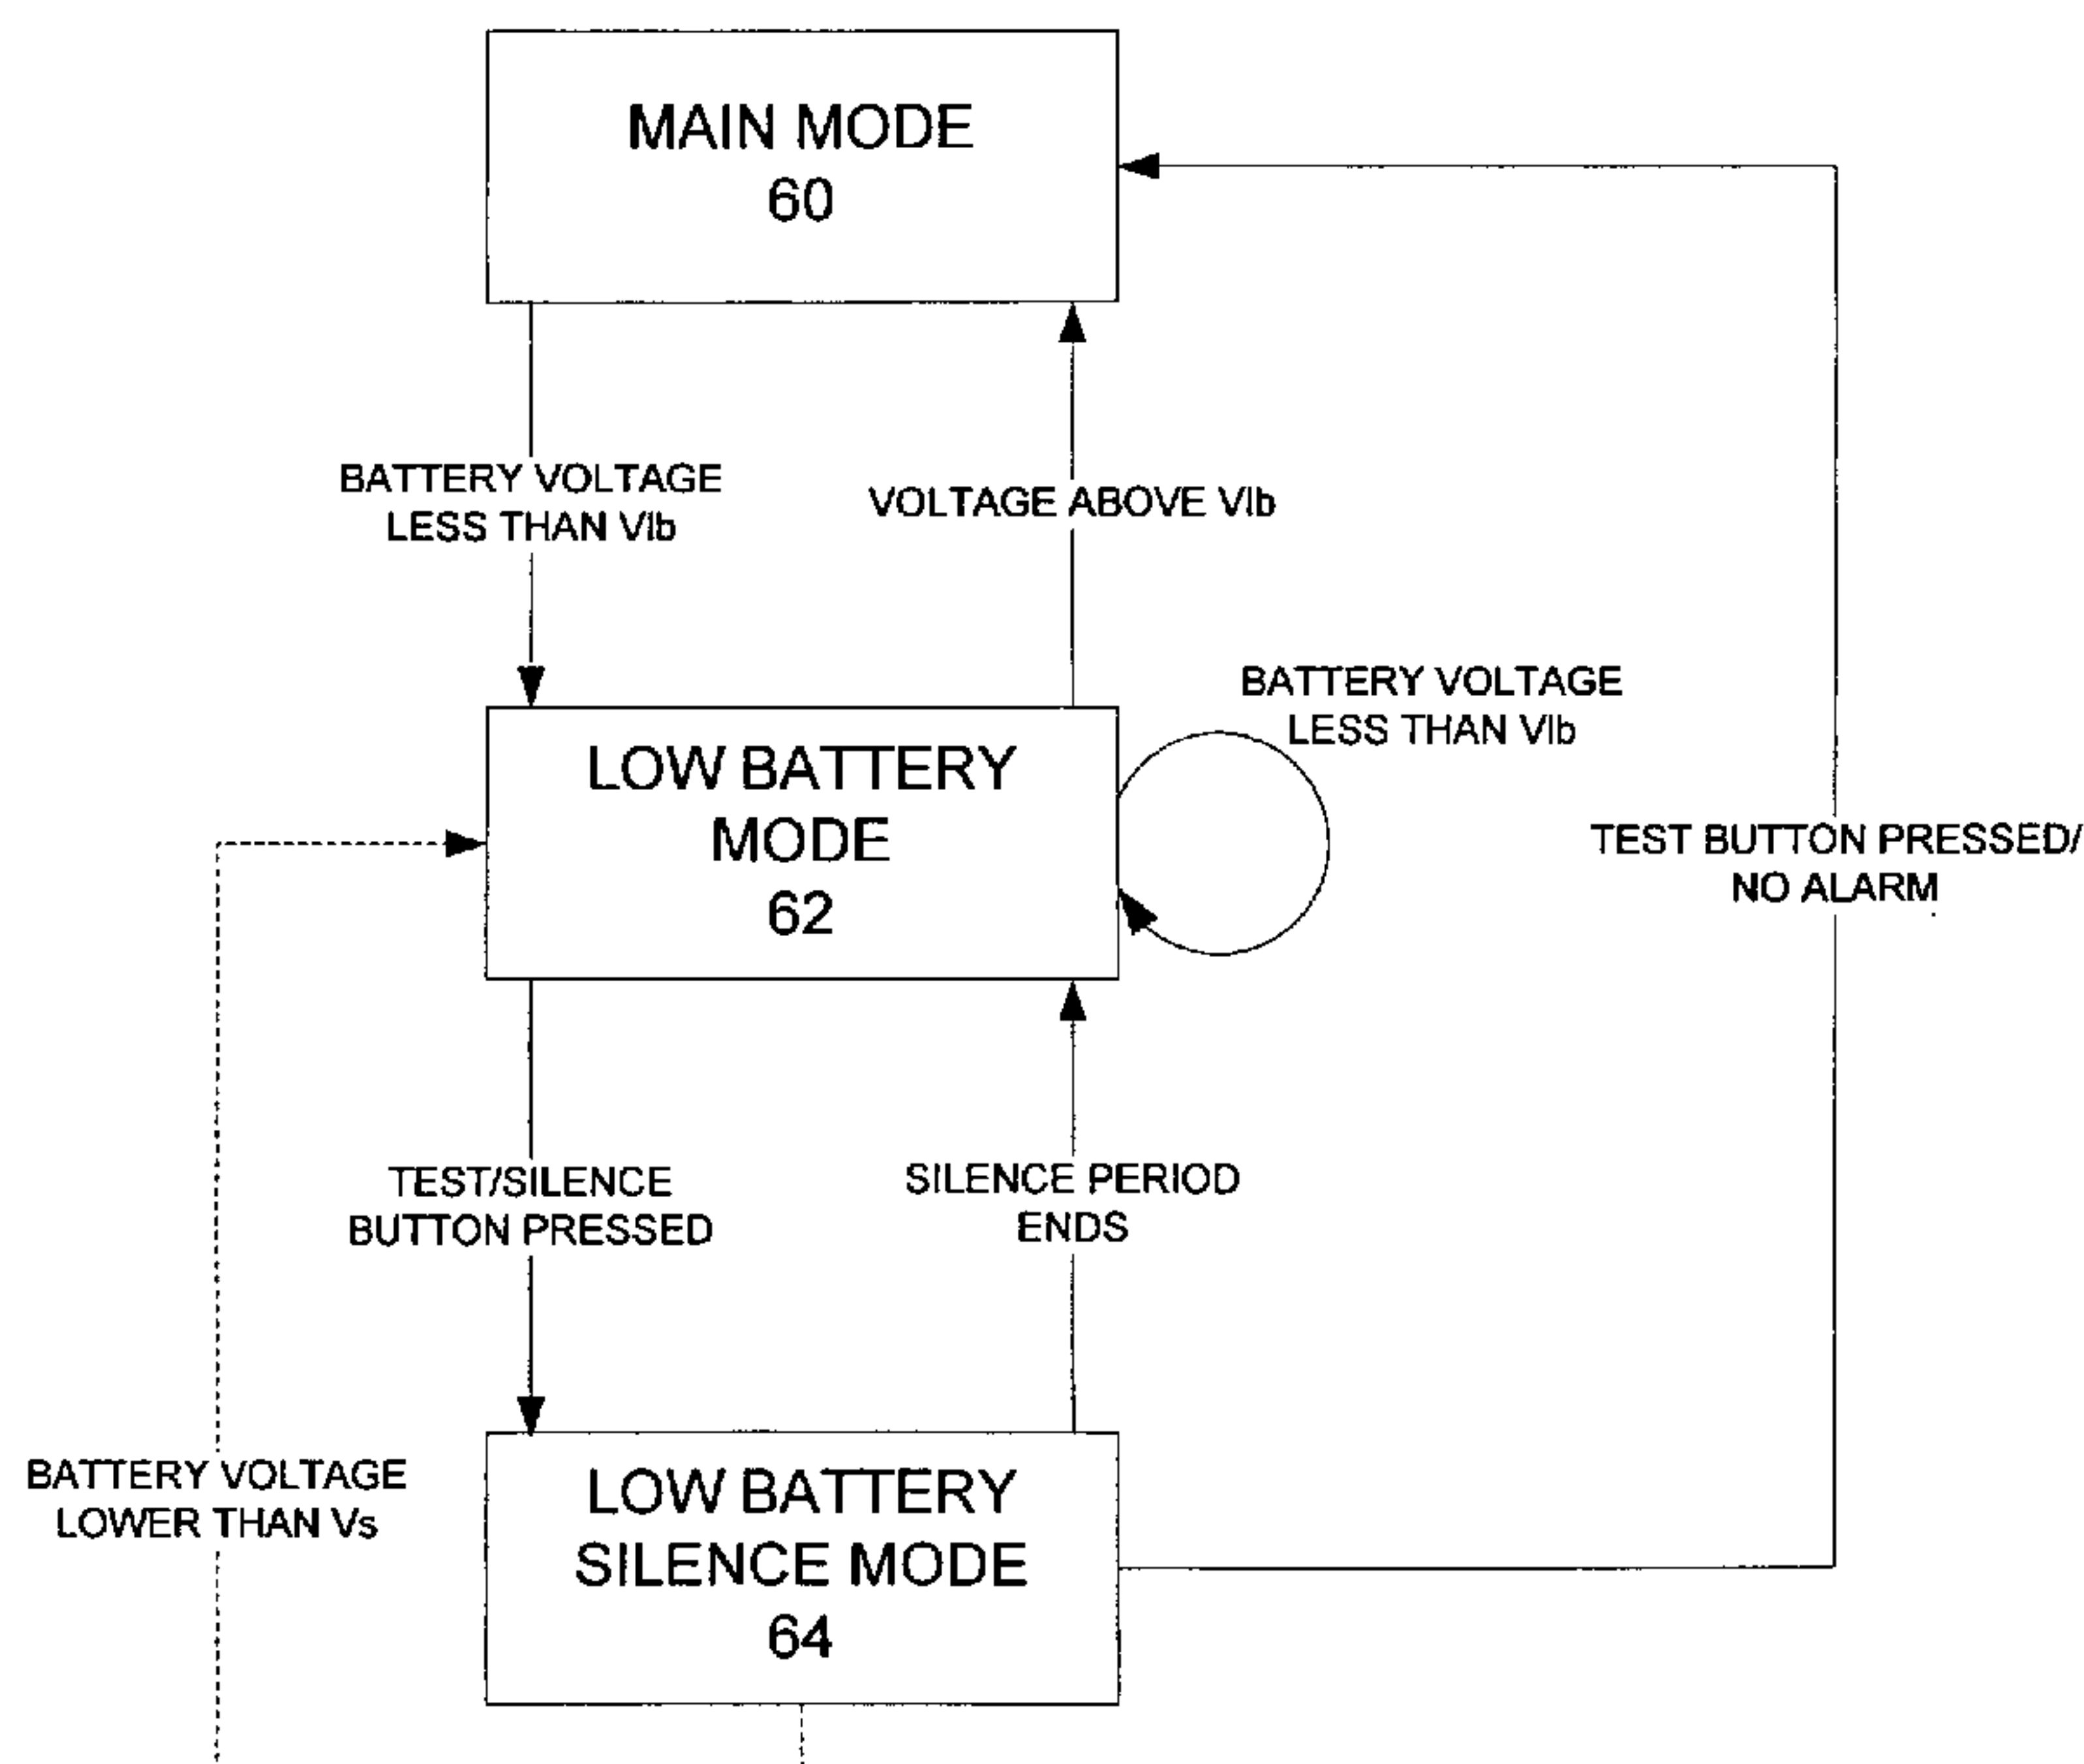 MAIN MODE
60
BATTERY VOLTAGE
LESS THAN Vlb
VOLTAGE ABOVE Vlb
BATTERY VOLTAGE
LESS THAN Vlb
LOW BATTERY
MODE
62
TEST BUTTON PRESSED/
NO ALARM
TEST/SILENCE
BUTTON PRESSED
SILENCE PERIOD
ENDS
BATTERY VOLTAGE
LOWER THAN Vs
LOW BATTERY
SILENCE MODE
64